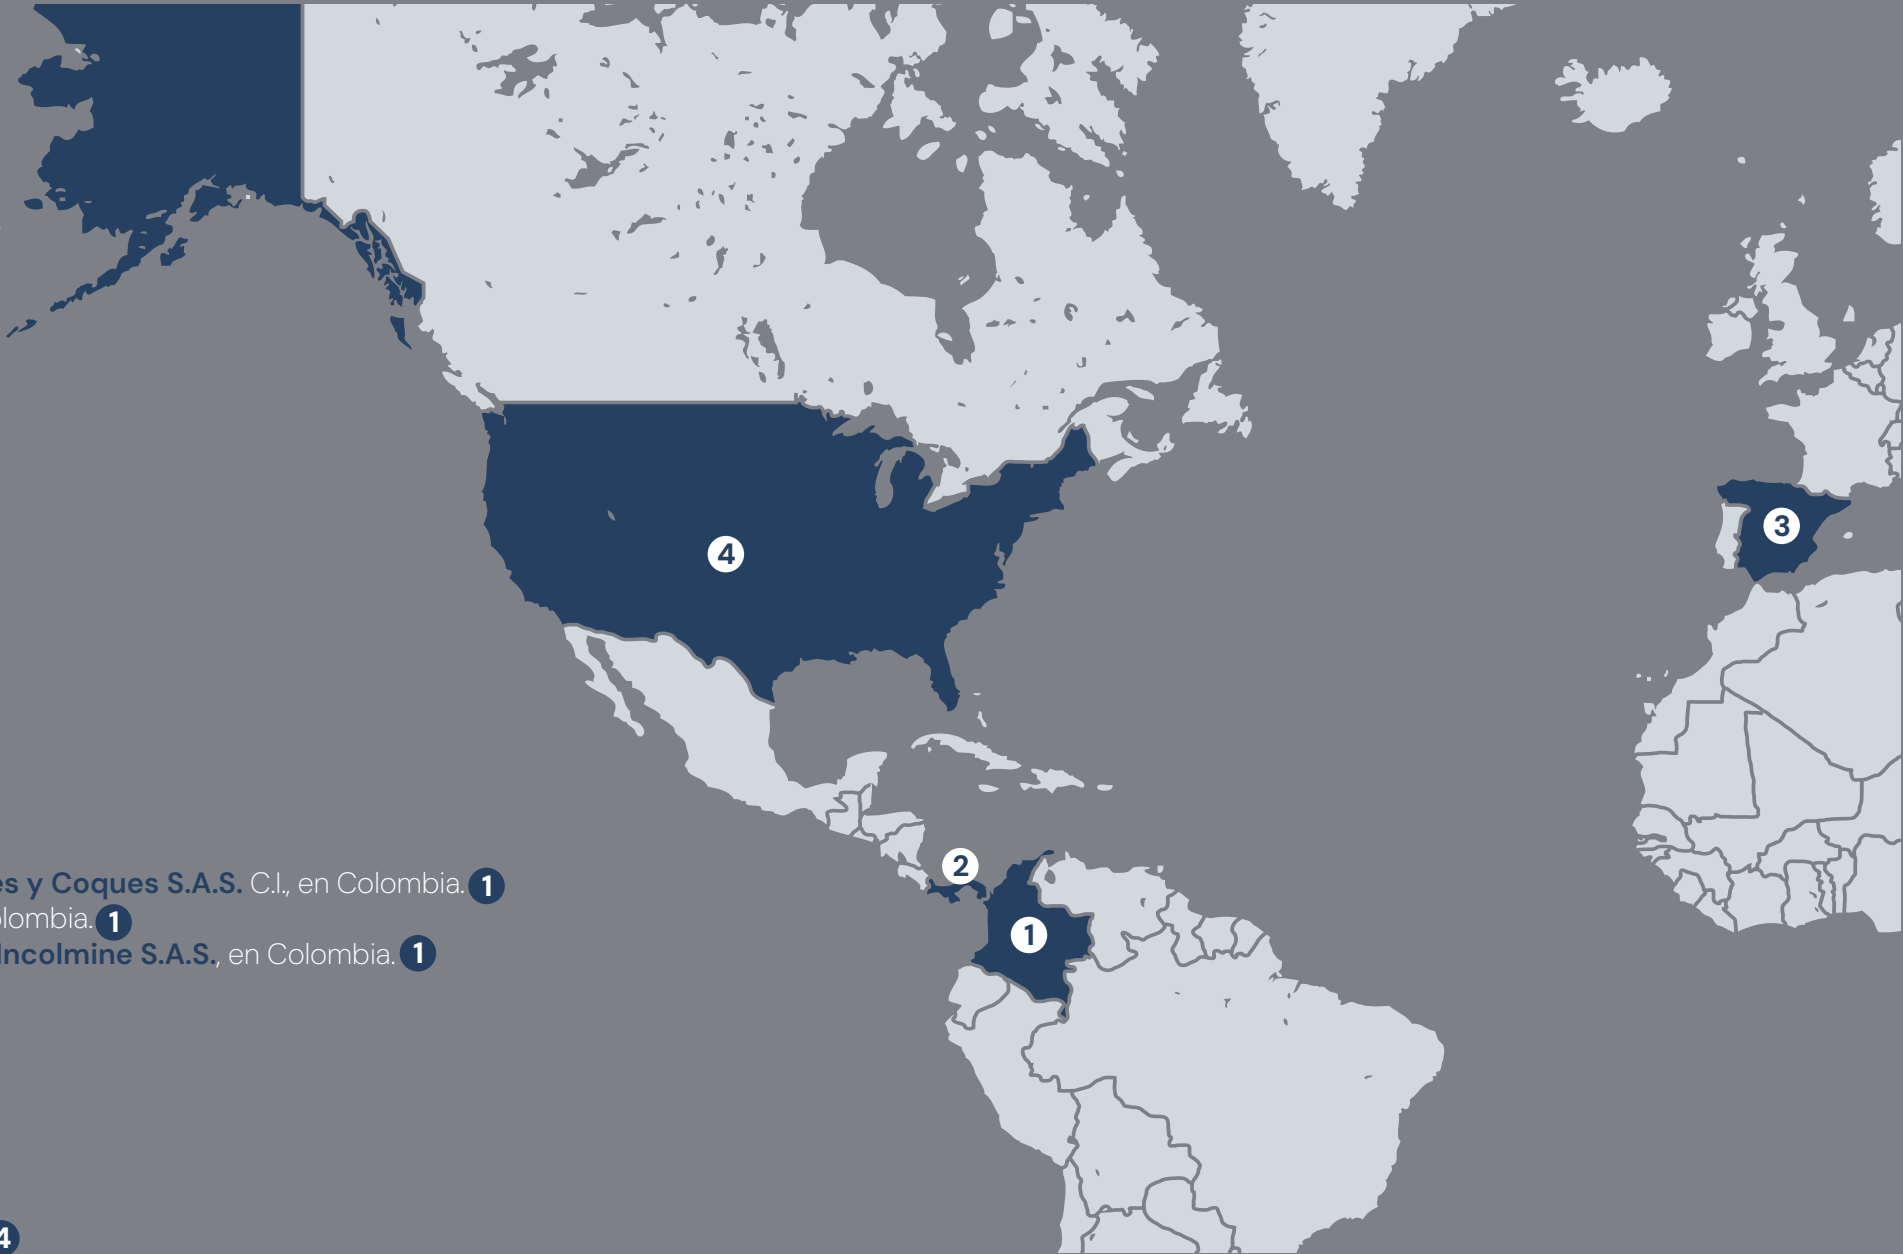 4
3
2
es y Coques S.A.S. C.I., en Colombia. 1
olombia. 1
1
Incolmine S.A.S., en Colombia. 1
4